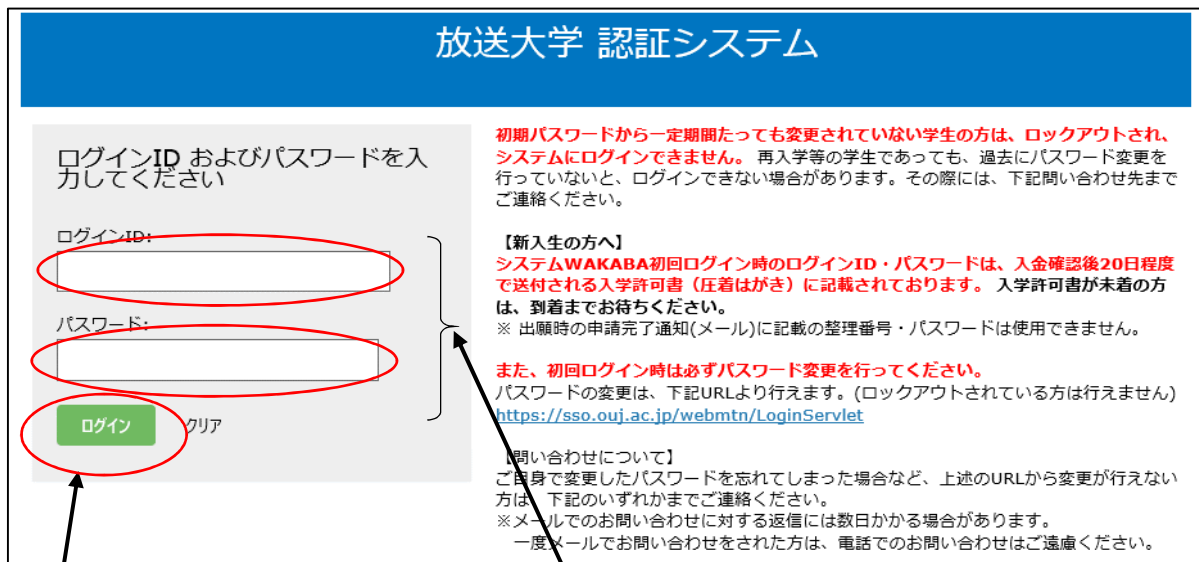 放送大学 認証システム
ログインID およびパスワードを入
力してください
ログインID:
パスワード:
ログイン クリア
初期パスワードから一定期間たっても変更されていない学生の方は、ロックアウトされ、
システムにログインできません。 再入学等の学生であっても、過去にパスワード変更を
行っていないと、ログインできない場合があります。その際には、下記問い合わせ先まで
ご連絡ください。
【新入生の方へ】
システムWAKABA初回ログイン時のログインID・パスワードは、入金確認後20日程度
で送付される入学許可書（圧着はがき）に記載されております。 入学許可書が未着の方
は、到着までお待ちください。
※ 出願時の申請完了通知(メール)に記載の整理番号・パスワードは使用できません。
また、初回ログイン時は必ずパスワード変更を行ってください。
パスワードの変更は、下記URLより行えます。(ロックアウトされている方は行えません)
https://sso.ouj.ac.jp/webmtn/LoginServlet
【問い合わせについて】
ご自身で変更したパスワードを忘れてしまった場合など、上述のURLから変更が行えない
方は、下記のいずれかまでご連絡ください。
※メールでのお問い合わせに対する返信には数日かかる場合があります。
一度メールでお問い合わせをされた方は、電話でのお問い合わせはご遠慮ください。